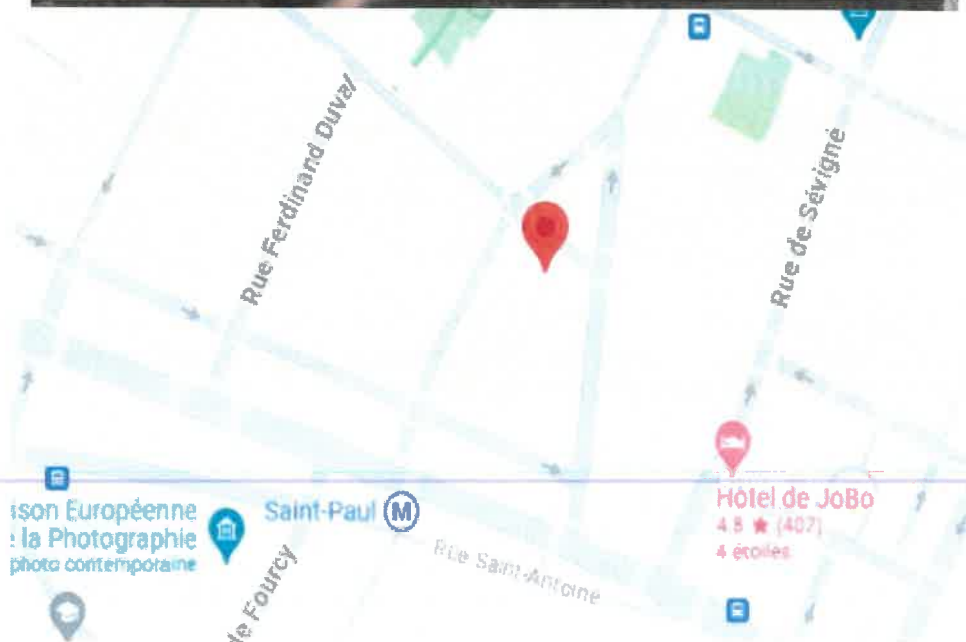 Rue Ferdinand Duval
Rue de Sévigné
ison Européenne
la Photographie
photo contemporaine
Saint-Paul M
Hôtel de JoBo
4.8 ★ (407)
4 étoiles
Rue Saint-Antoine
de Fourcy